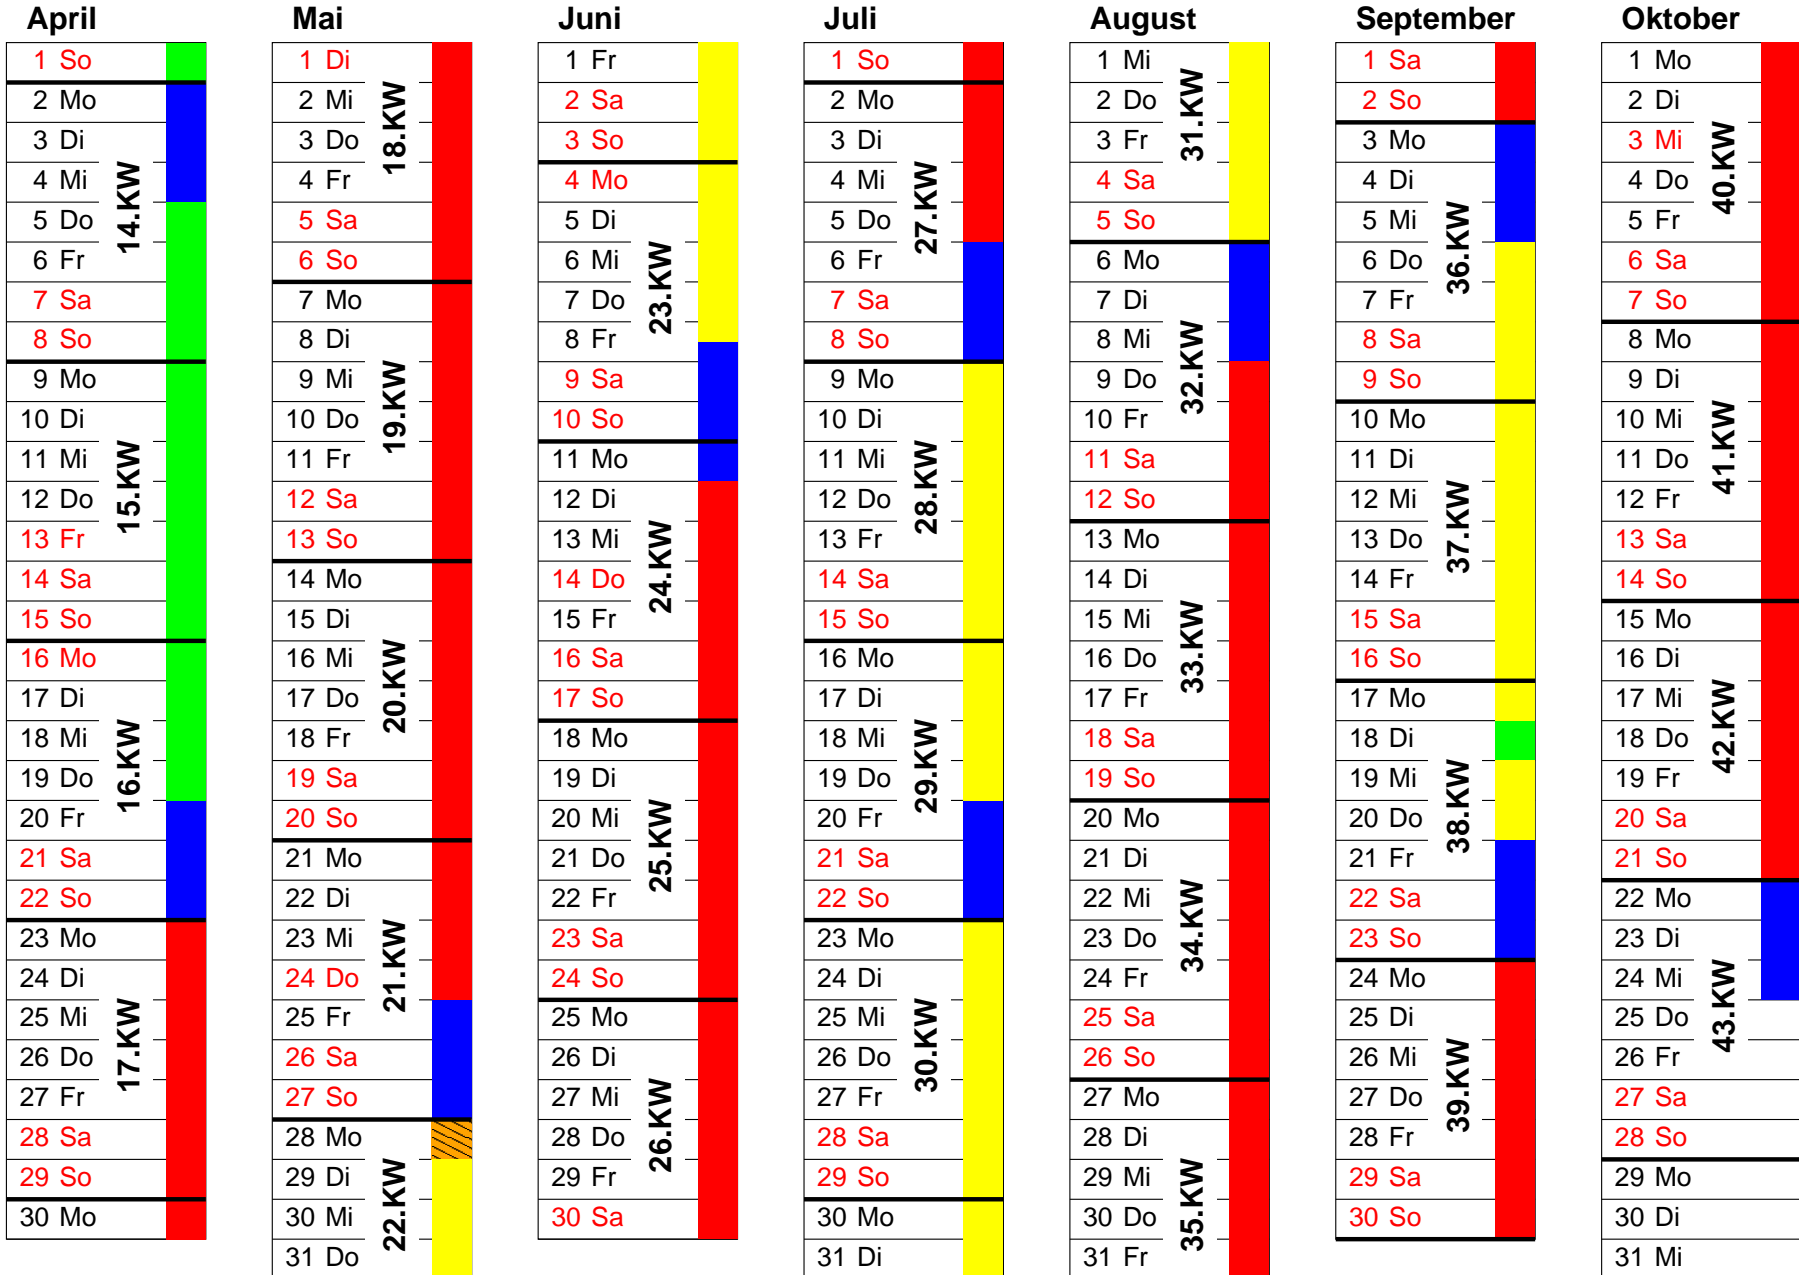 April
1 So
2 Mo
3 Di
4 Mi
5 Do
6 Fr
7 Sa
8 So
14.KW
9 Mo
10 Di
11 Mi
12 Do
13 Fr
14 Sa
15 So
15.KW
16 Mo
17 Di
18 Mi
19 Do
20 Fr
21 Sa
22 So
16.KW
23 Mo
24 Di
25 Mi
26 Do
27 Fr
28 Sa
29 So
17.KW
30 Mo
Mai
1 Di
2 Mi
3 Do
4 Fr
5 Sa
6 So
18.KW
7 Mo
8 Di
9 Mi
10 Do
11 Fr
12 Sa
13 So
19.KW
14 Mo
15 Di
16 Mi
17 Do
18 Fr
19 Sa
20 So
20.KW
21 Mo
22 Di
23 Mi
24 Do
25 Fr
26 Sa
27 So
21.KW
28 Mo
29 Di
30 Mi
31 Do
22.KW
Juni
1 Fr
2 Sa
3 So
4 Mo
5 Di
6 Mi
7 Do
8 Fr
9 Sa
10 So
23.KW
11 Mo
12 Di
13 Mi
14 Do
15 Fr
16 Sa
17 So
24.KW
18 Mo
19 Di
20 Mi
21 Do
22 Fr
23 Sa
24 So
25.KW
25 Mo
26 Di
27 Mi
28 Do
29 Fr
30 Sa
26.KW
Juli
1 So
2 Mo
3 Di
4 Mi
5 Do
6 Fr
7 Sa
8 So
27.KW
9 Mo
10 Di
11 Mi
12 Do
13 Fr
14 Sa
15 So
28.KW
16 Mo
17 Di
18 Mi
19 Do
20 Fr
21 Sa
22 So
29.KW
23 Mo
24 Di
25 Mi
26 Do
27 Fr
28 Sa
29 So
30.KW
30 Mo
31 Di
August
1 Mi
2 Do
3 Fr
4 Sa
5 So
31.KW
6 Mo
7 Di
8 Mi
9 Do
10 Fr
11 Sa
12 So
32.KW
13 Mo
14 Di
15 Mi
16 Do
17 Fr
18 Sa
19 So
33.KW
20 Mo
21 Di
22 Mi
23 Do
24 Fr
25 Sa
26 So
34.KW
27 Mo
28 Di
29 Mi
30 Do
31 Fr
35.KW
September
1 Sa
2 So
3 Mo
4 Di
5 Mi
6 Do
7 Fr
8 Sa
9 So
36.KW
10 Mo
11 Di
12 Mi
13 Do
14 Fr
15 Sa
16 So
37.KW
17 Mo
18 Di
19 Mi
20 Do
21 Fr
22 Sa
23 So
38.KW
24 Mo
25 Di
26 Mi
27 Do
28 Fr
29 Sa
30 So
39.KW
Oktober
1 Mo
2 Di
3 Mi
4 Do
5 Fr
6 Sa
7 So
40.KW
8 Mo
9 Di
10 Mi
11 Do
12 Fr
13 Sa
14 So
41.KW
15 Mo
16 Di
17 Mi
18 Do
19 Fr
20 Sa
21 So
42.KW
22 Mo
23 Di
24 Mi
25 Do
26 Fr
27 Sa
28 So
43.KW
29 Mo
30 Di
31 Mi